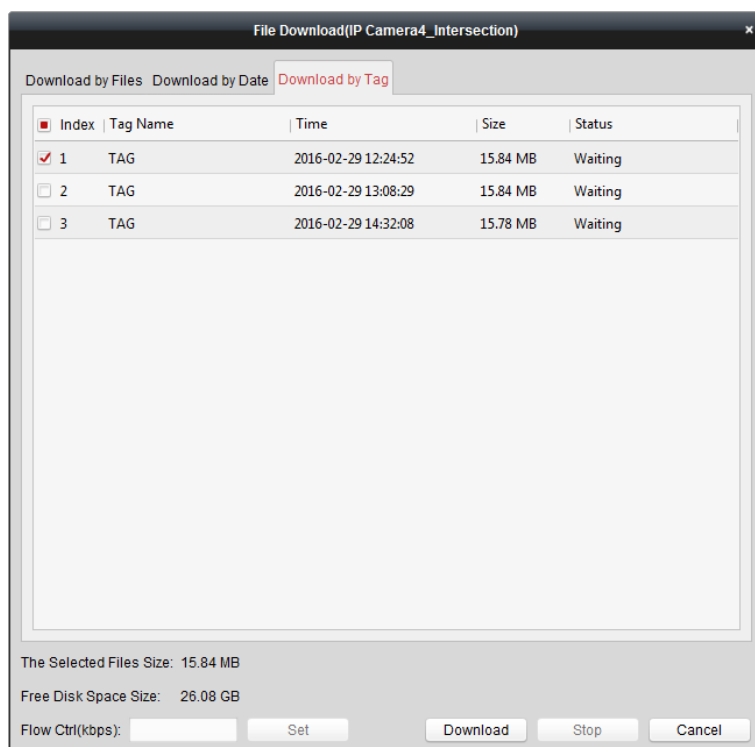 File Download(IP Camera4_Intersection) ×
Download by Files Download by Date Download by Tag
Index Tag Name Time Size Status
1 TAG 2016-02-29 12:24:52 15.84 MB Waiting
2 TAG 2016-02-29 13:08:29 15.84 MB Waiting
3 TAG 2016-02-29 14:32:08 15.78 MB Waiting
The Selected Files Size: 15.84 MB
Free Disk Space Size: 26.08 GB
Flow Ctrl(kbps): Set Download Stop Cancel